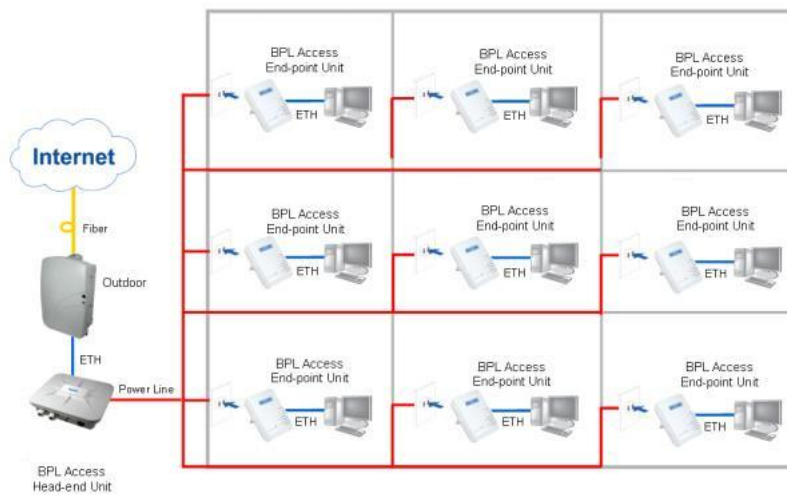 BPL Access
End-point Unit
ETH
BPL Access
End-point Unit
ETH
BPL Access
End-point Unit
ETH
Internet
Fiber
Outdoor
ETH
BPL Access
End-point Unit
ETH
BPL Access
End-point Unit
ETH
BPL Access
End-point Unit
ETH
Power Line
BPL Access
End-point Unit
ETH
BPL Access
End-point Unit
ETH
BPL Access
End-point Unit
ETH
BPL Access
Head-end Unit